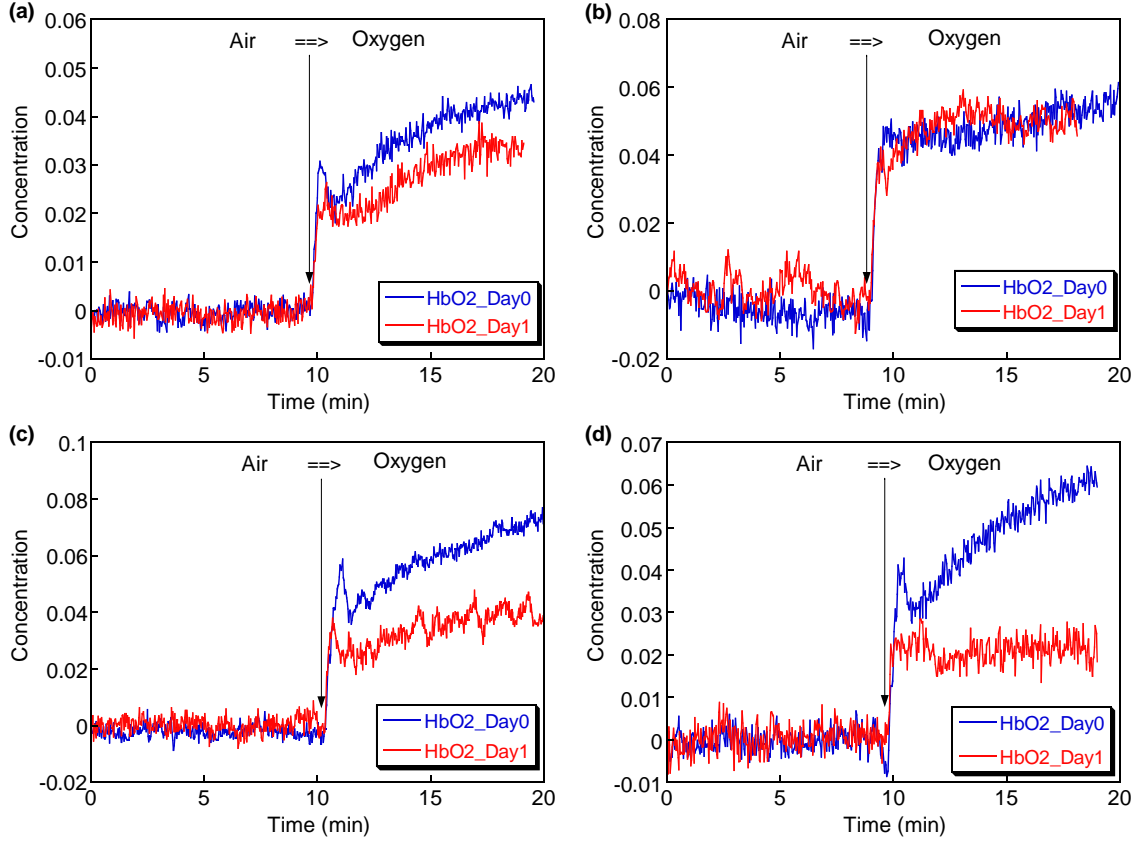 (a)
0.06
0.05
0.04
0.03
0.02
0.01
0
-0.01
Concentration
Air ==> Oxygen
HbO2_Day0
HbO2_Day1
0 5 10 15 20
Time (min)
(b)
0.08
0.06
0.04
0.02
0
-0.02
Concentration
Air ==> Oxygen
HbO2_Day0
HbO2_Day1
0 5 10 15 20
Time (min)
(c)
0.1
0.08
0.06
0.04
0.02
0
-0.02
Concentration
Air ==> Oxygen
HbO2_Day0
HbO2_Day1
0 5 10 15 20
Time (min)
(d)
0.07
0.06
0.05
0.04
0.03
0.02
0.01
0
-0.01
Concentration
Air ==> Oxygen
HbO2_Day0
HbO2_Day1
0 5 10 15 20
Time (min)